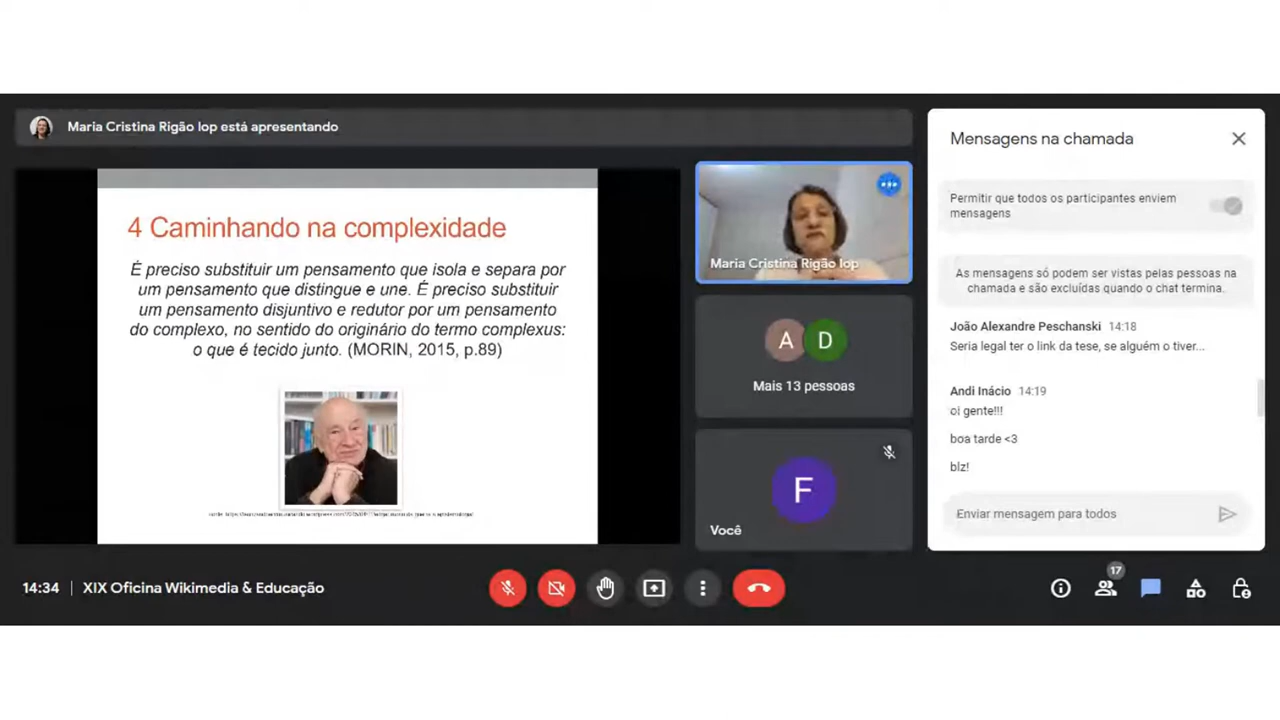 Maria Cristina Rigão Iop está apresentando
4 Caminhando na complexidade
É preciso substituir um pensamento que isola e separa por
um pensamento que distingue e une. É preciso substituir
um pensamento disjuntivo e redutor por um pensamento
do complexo, no sentido do originário do termo complexus:
o que é tecido junto. (MORIN, 2015, p.89)
Maria Cristina Rigão Iop
A
D
Mais 13 pessoas
F
Você
Mensagens na chamada
Permitir que todos os participantes enviem
mensagens
As mensagens só podem ser vistas pelas pessoas na
chamada e são excluídas quando o chat termina.
João Alexandre Peschanski 14:18
Seria legal ter o link da tese, se alguém o tiver...
Andi Inácio 14:19
oi gente!!!
boa tarde <3
blz!
Enviar mensagem para todos
14:34 | XIX Oficina Wikimedia & Educação
17